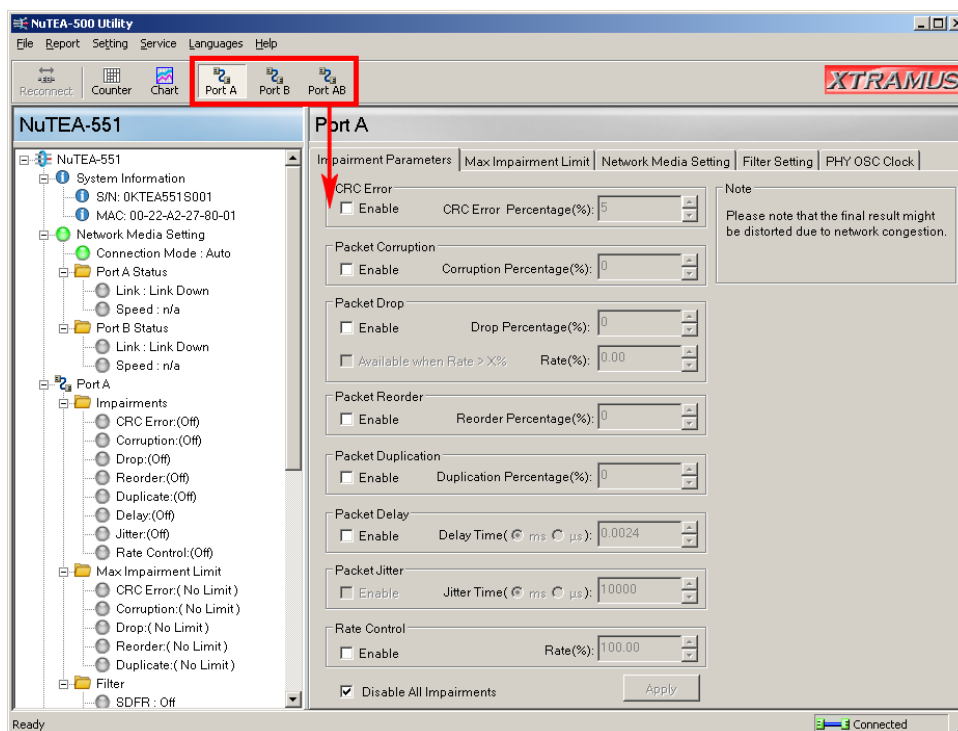 NuTEA-500 Utility
File Report Setting Service Languages Help
Reconnect Counter Chart Port A Port B Port AB
XTRAMUS
NuTEA-551
NuTEA-551
System Information
S/N: 0KTEA551S001
MAC: 00-22-A2-27-80-01
Network Media Setting
Connection Mode : Auto
Port A Status
Link : Link Down
Speed : n/a
Port B Status
Link : Link Down
Speed : n/a
Port A
Impairments
CRC Error:(Off)
Corruption:(Off)
Drop:(Off)
Reorder:(Off)
Duplicate:(Off)
Delay:(Off)
Jitter:(Off)
Rate Control:(Off)
Max Impairment Limit
CRC Error:( No Limit )
Corruption:( No Limit )
Drop:( No Limit )
Reorder:( No Limit )
Duplicate:( No Limit )
Filter
SDFR : Off
Port A
Impairment Parameters Max Impairment Limit Network Media Setting Filter Setting PHY OSC Clock
CRC Error
Enable CRC Error Percentage(%): 5
Packet Corruption
Enable Corruption Percentage(%): 0
Packet Drop
Enable Drop Percentage(%): 0
Available when Rate > X% Rate(%): 0.00
Packet Reorder
Enable Reorder Percentage(%): 0
Packet Duplication
Enable Duplication Percentage(%): 0
Packet Delay
Enable Delay Time( ms µs): 0.0024
Packet Jitter
Enable Jitter Time( ms µs): 10000
Rate Control
Enable Rate(%): 100.00
Disable All Impairments Apply
Note
Please note that the final result might
be distorted due to network congestion.
Ready Connected